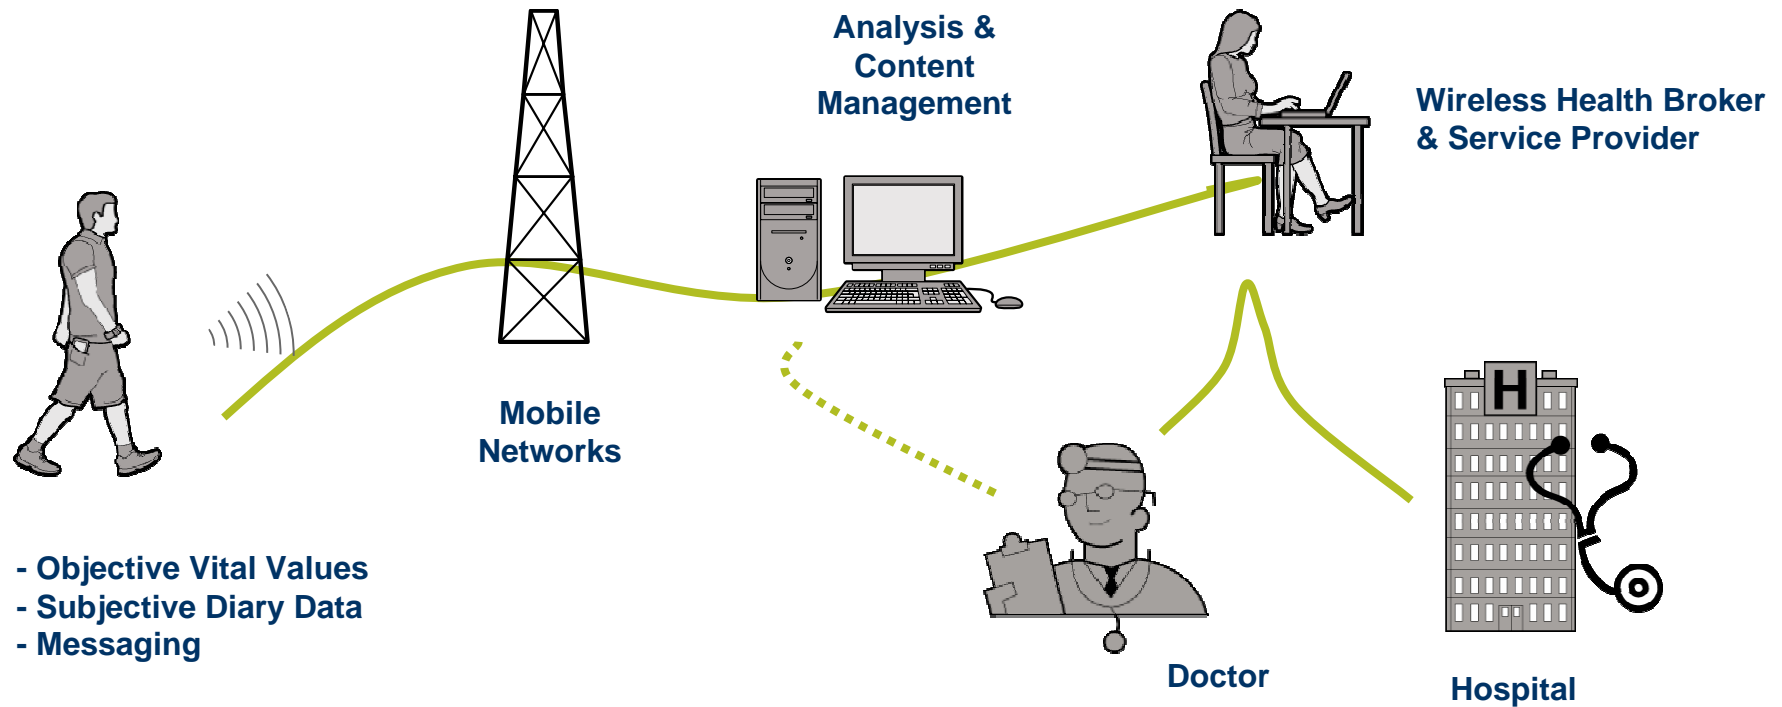 Analysis &
Content
Management
Wireless Health Broker
& Service Provider
Mobile
Networks
H
- Objective Vital Values
- Subjective Diary Data
- Messaging
Doctor
Hospital